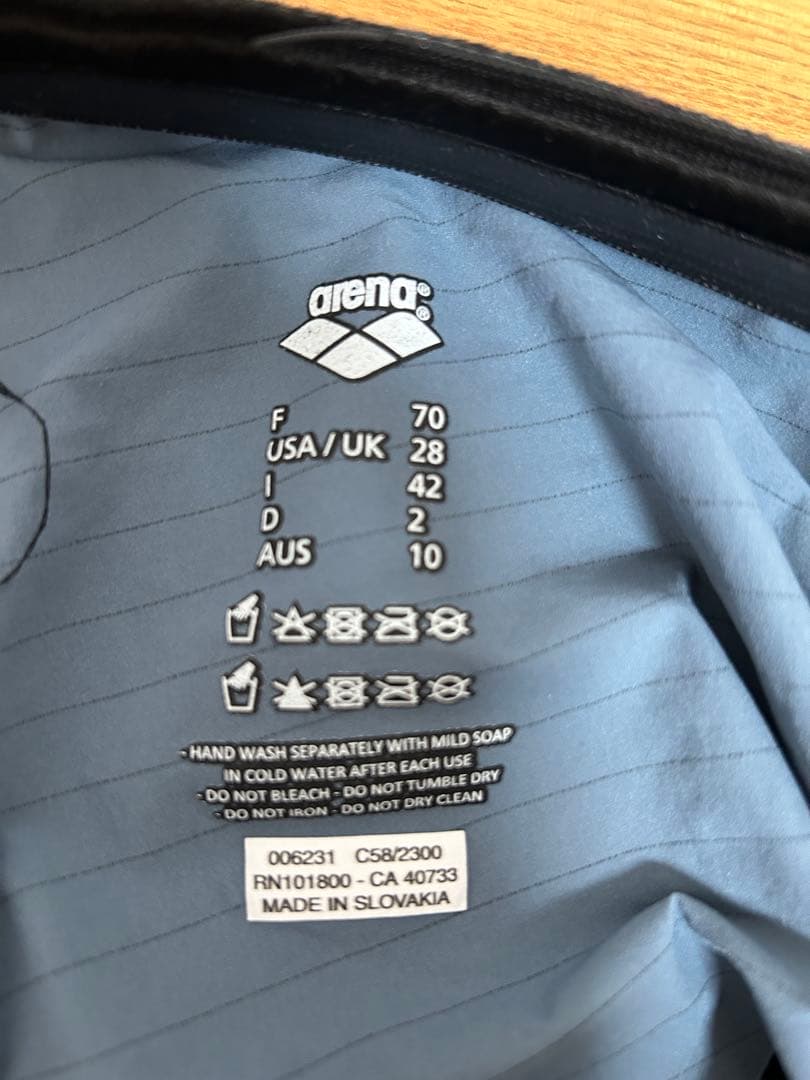 arena®
®
F 70
USA / UK 28
I 42
D 2
AUS 10
- HAND WASH SEPARATELY WITH MILD SOAP
IN COLD WATER AFTER EACH USE
- DO NOT BLEACH - DO NOT TUMBLE DRY
- DO NOT IRON - DO NOT DRY CLEAN
006231 C58/2300
RN101800 - CA 40733
MADE IN SLOVAKIA